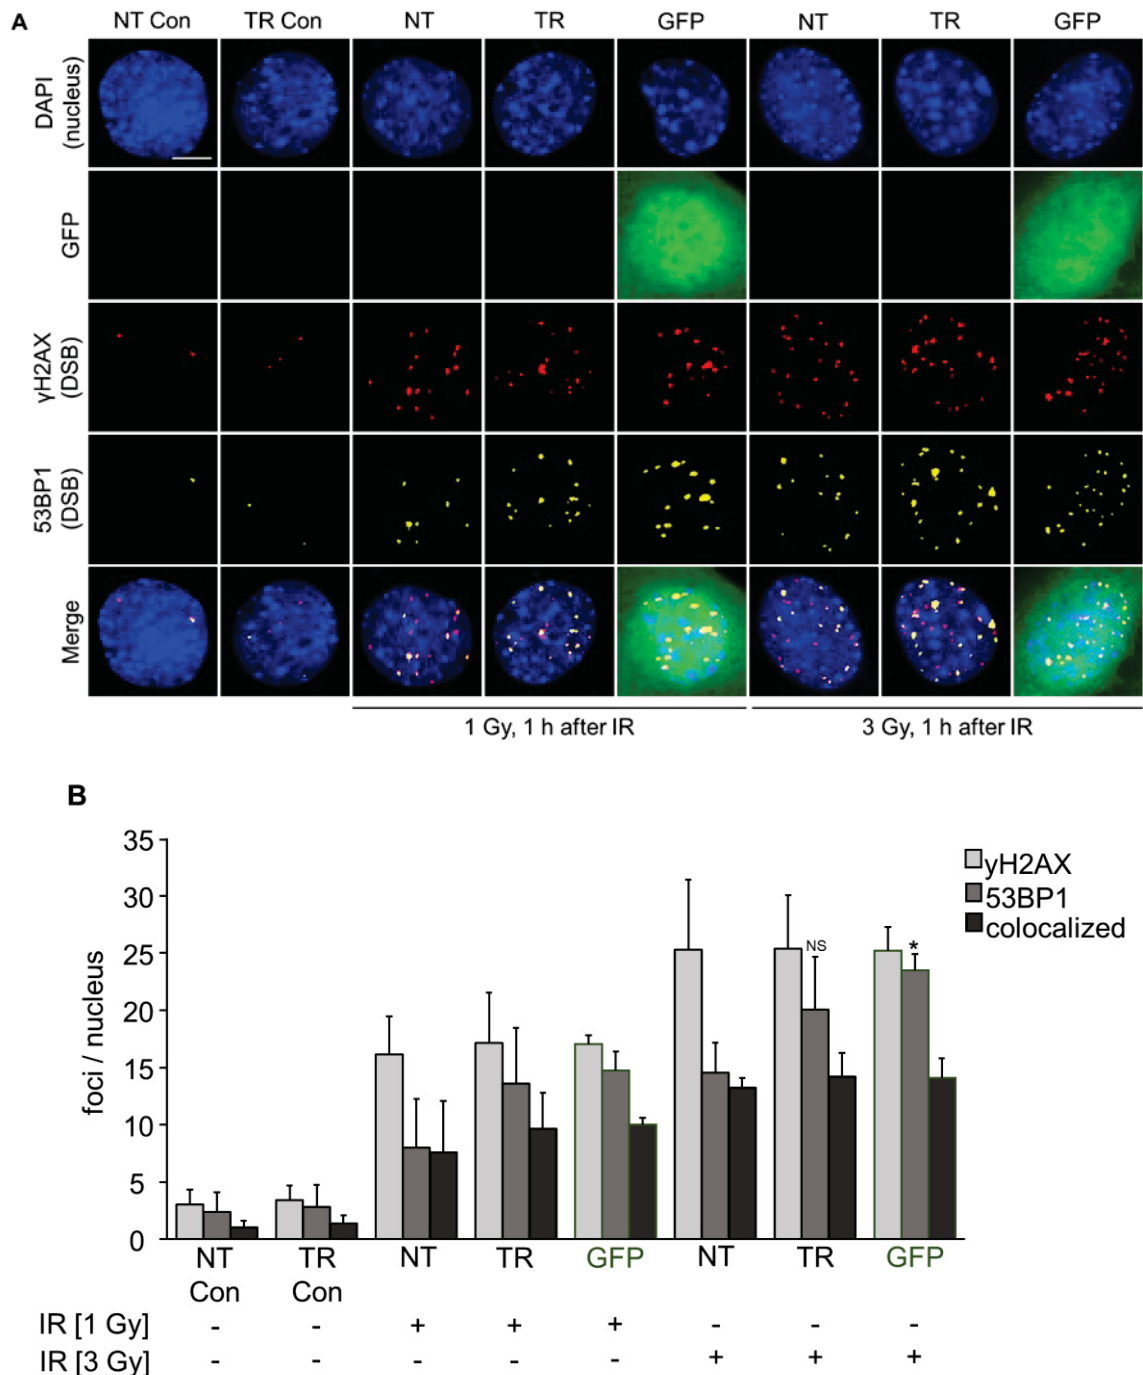 A
NT Con TR Con NT TR GFP NT TR GFP
DAPI
(nucleus)
GFP
γH2AX
(DSB)
53BP1
(DSB)
Merge
1 Gy, 1 h after IR 3 Gy, 1 h after IR
B
35
30
25
20
15
10
5
0
foci / nucleus
yH2AX
53BP1
colocalized
NS
*
NT Con TR Con NT TR GFP NT TR GFP
IR [1 Gy] - - + + + - - -
IR [3 Gy] - - - - - + + +